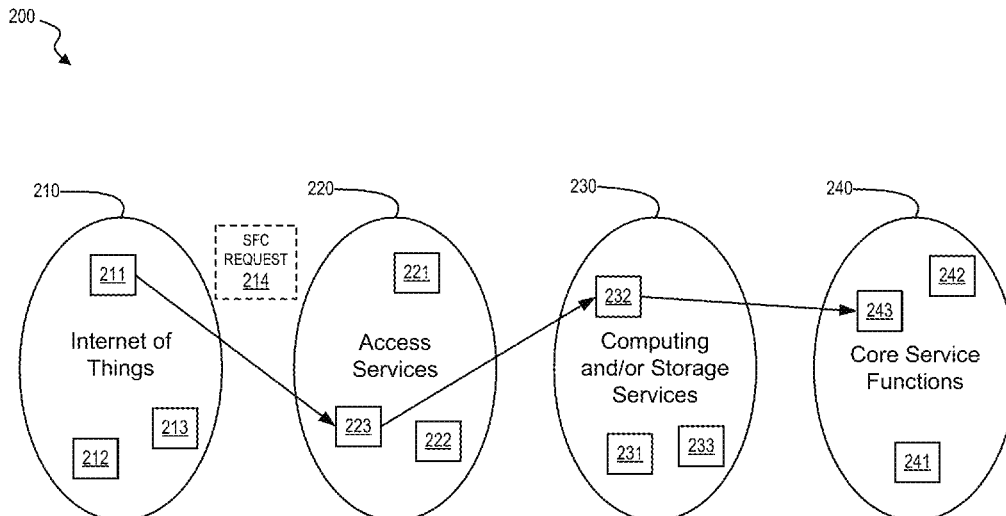 200
210
220
230
240
SFC
REQUEST
214
211
221
232
242
243
Internet of
Things
Access
Services
Computing
and/or Storage
Services
Core Service
Functions
213
212
223
222
231
233
241